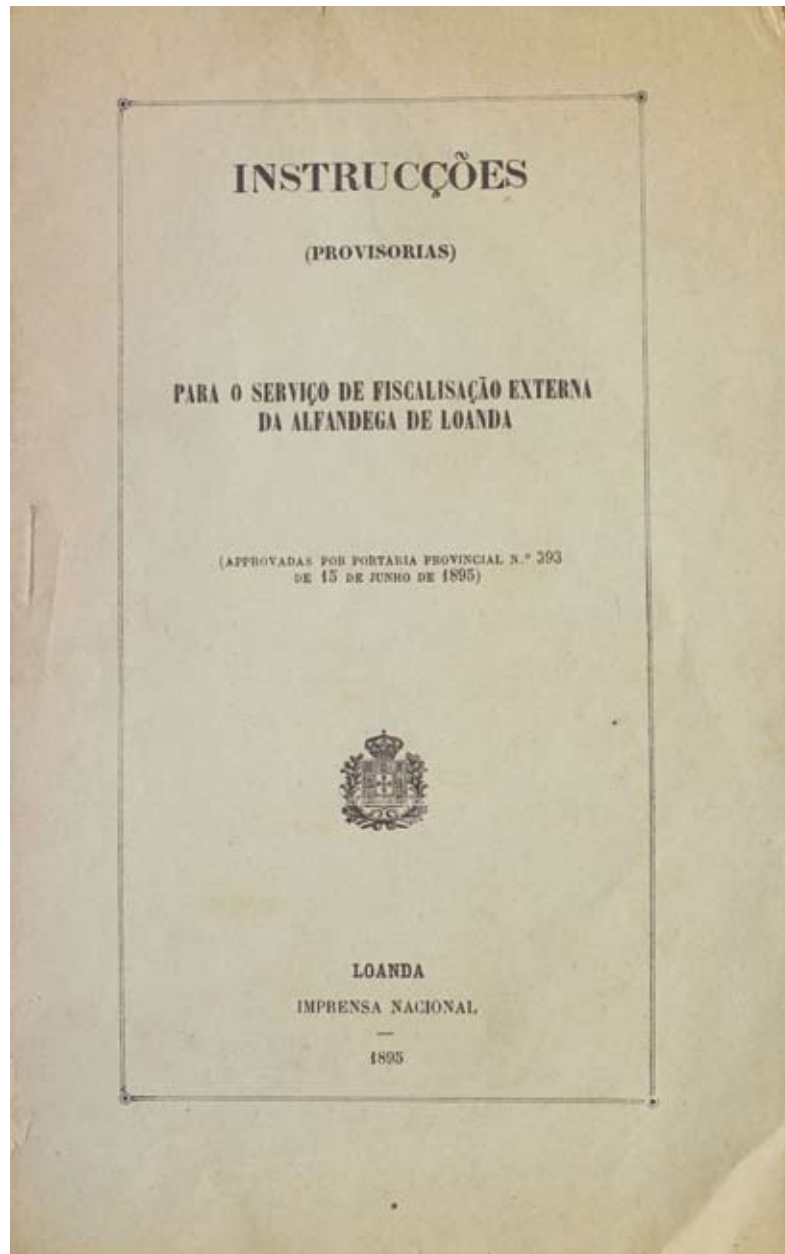 INSTRUCÇÕES
(PROVISORIAS)
PARA O SERVIÇO DE FISCALISAÇÃO EXTERNA
DA ALFANDEGA DE LOANDA
(APPROVADAS POR PORTARIA PROVINCIAL N.º 393
DE 15 DE JUNHO DE 1895)
LOANDA
IMPRENSA NACIONAL
1895